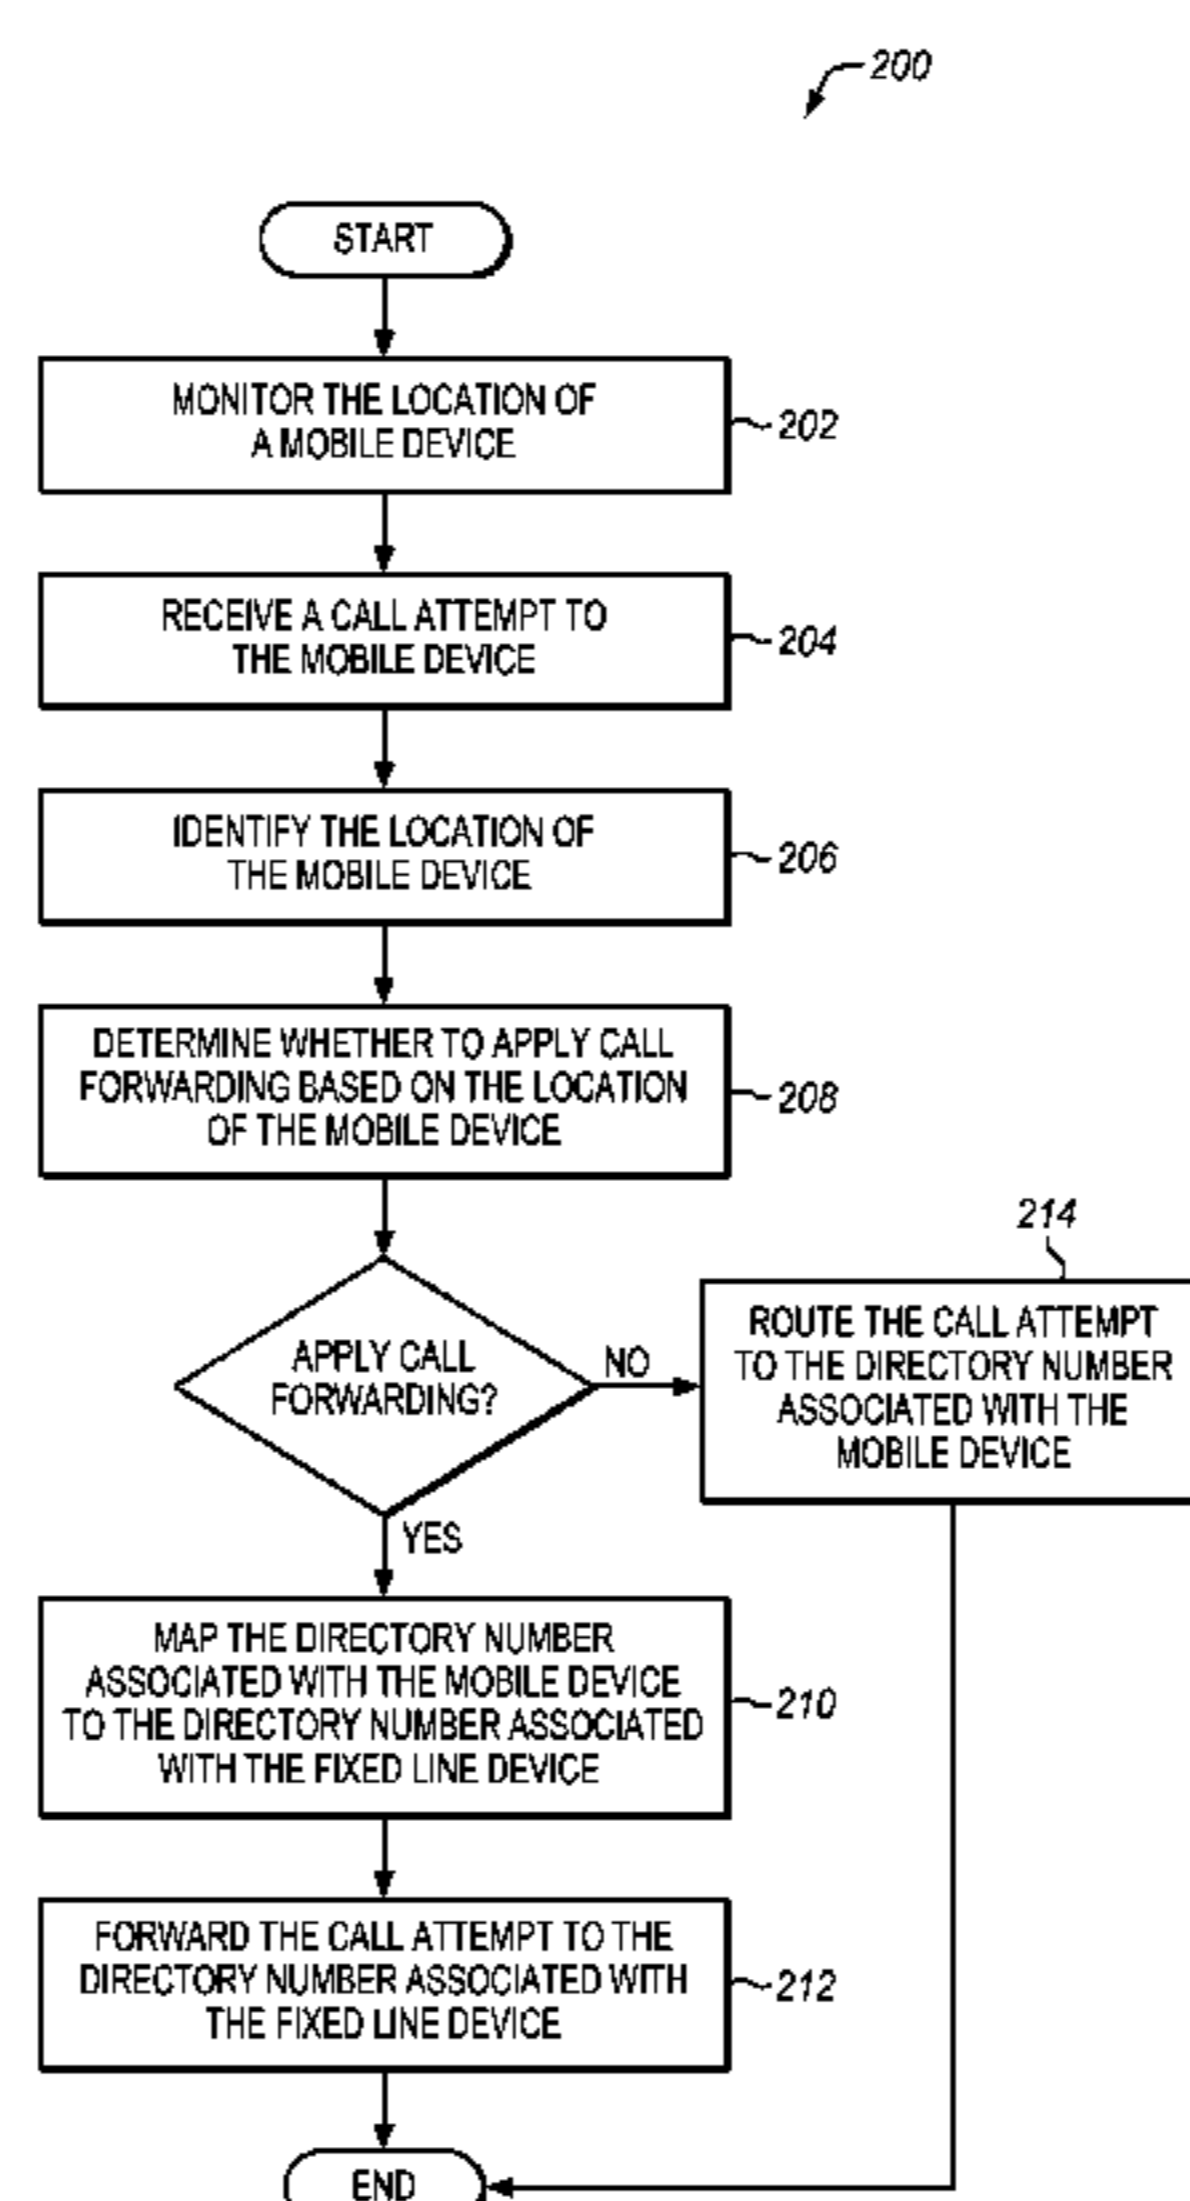 200
START
MONITOR THE LOCATION OF
A MOBILE DEVICE
202
RECEIVE A CALL ATTEMPT TO
THE MOBILE DEVICE
204
IDENTIFY THE LOCATION OF
THE MOBILE DEVICE
206
DETERMINE WHETHER TO APPLY CALL
FORWARDING BASED ON THE LOCATION
OF THE MOBILE DEVICE
208
APPLY CALL
FORWARDING?
NO
214
ROUTE THE CALL ATTEMPT
TO THE DIRECTORY NUMBER
ASSOCIATED WITH THE
MOBILE DEVICE
YES
MAP THE DIRECTORY NUMBER
ASSOCIATED WITH THE MOBILE DEVICE
TO THE DIRECTORY NUMBER ASSOCIATED
WITH THE FIXED LINE DEVICE
210
FORWARD THE CALL ATTEMPT TO THE
DIRECTORY NUMBER ASSOCIATED WITH
THE FIXED LINE DEVICE
212
END